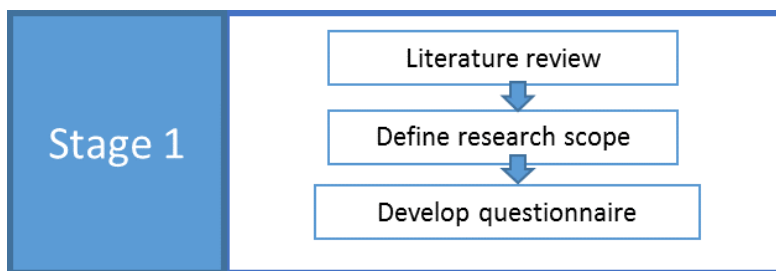 Stage 1
Literature review
Define research scope
Develop questionnaire